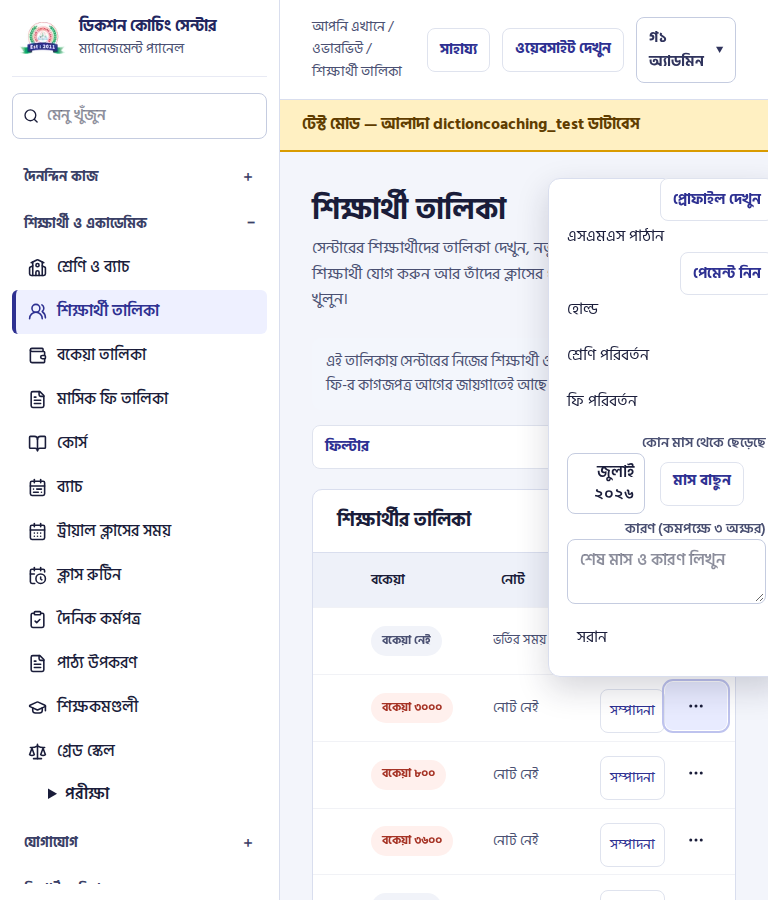 ডিকশন কোচিং সেন্টার
ম্যানেজমেন্ট প্যানেল
মেনু খুঁজুন
দৈনন্দিন কাজ +
শিক্ষার্থী ও একাডেমিক −
শ্রেণি ও ব্যাচ
শিক্ষার্থী তালিকা
বকেয়া তালিকা
মাসিক ফি তালিকা
কোর্স
ব্যাচ
ট্রায়াল ক্লাসের সময়
ক্লাস রুটিন
দৈনিক কর্মপত্র
পাঠ্য উপকরণ
শিক্ষকমণ্ডলী
গ্রেড স্কেল
পরীক্ষা
যোগাযোগ +
আপনি এখানে /
ওভারভিউ /
শিক্ষার্থী তালিকা
সাহায্য
ওয়েবসাইট দেখুন
গ১
অ্যাডমিন
টেস্ট মোড — আলাদা dictioncoaching_test ডাটাবেস
শিক্ষার্থী তালিকা
সেন্টারের শিক্ষার্থীদের তালিকা দেখুন,
শিক্ষার্থী যোগ করুন আর তাঁদের ক্লাসের
খুলুন।
এই তালিকায় সেন্টারের নিজের শিক্ষার্থী
ফি-র কাগজপত্র আগের জায়গাতেই আছে
ফিল্টার
শিক্ষার্থীর তালিকা
বকেয়া নোট
বকেয়া নেই ভর্তির সময়
বকেয়া ৩০০০ নোট নেই সম্পাদনা ...
বকেয়া ৮০০ নোট নেই সম্পাদনা ...
বকেয়া ৩৬০০ নোট নেই সম্পাদনা ...
প্রোফাইল দেখুন
এসএমএস পাঠান
পেমেন্ট নিন
হোল্ড
শ্রেণি পরিবর্তন
ফি পরিবর্তন
কোন মাস থেকে ছেড়েছে
জুলাই
২০২৬
মাস বাছুন
কারণ (কমপক্ষে ৩ অক্ষর)
শেষ মাস ও কারণ লিখুন
সরান